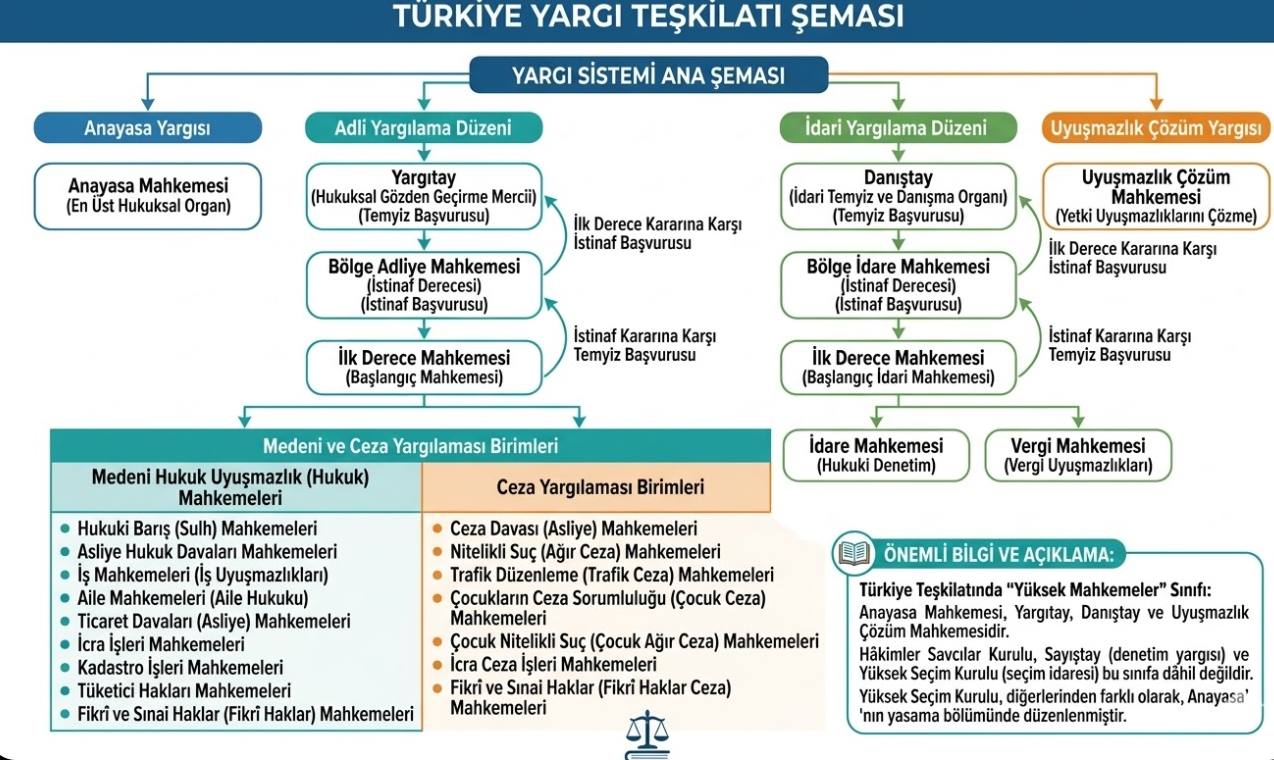 TÜRKİYE YARGI TEŞKİLATI ŞEMASI
YARGI SİSTEMİ ANA ŞEMASI
Anayasa Yargısı
Anayasa Mahkemesi
(En Üst Hukuksal Organ)
Adli Yargılama Düzeni
Yargıtay
(Hukuksal Gözden Geçirme Mercii)
(Temyiz Başvurusu)
İlk Derece Kararına Karşı
İstinaf Başvurusu
Bölge Adliye Mahkemesi
(İstinaf Derecesi)
(İstinaf Başvurusu)
İstinaf Kararına Karşı
Temyiz Başvurusu
İlk Derece Mahkemesi
(Başlangıç Mahkemesi)
İdari Yargılama Düzeni
Danıştay
(İdari Temyiz ve Danışma Organı)
(Temyiz Başvurusu)
İlk Derece Kararına Karşı
İstinaf Başvurusu
Bölge İdare Mahkemesi
(İstinaf Derecesi)
(İstinaf Başvurusu)
İstinaf Kararına Karşı
Temyiz Başvurusu
İlk Derece Mahkemesi
(Başlangıç İdari Mahkemesi)
İdare Mahkemesi
(Hukuki Denetim)
Vergi Mahkemesi
(Vergi Uyuşmazlıkları)
Uyuşmazlık Çözüm Yargısı
Uyuşmazlık Çözüm
Mahkemesi
(Yetki Uyuşmazlıklarını Çözme)
Medeni ve Ceza Yargılaması Birimleri
Medeni Hukuk Uyuşmazlık (Hukuk)
Mahkemeleri
Hukuki Barış (Sulh) Mahkemeleri
Asliye Hukuk Davaları Mahkemeleri
İş Mahkemeleri (İş Uyuşmazlıkları)
Aile Mahkemeleri (Aile Hukuku)
Ticaret Davaları (Asliye) Mahkemeleri
İcra İşleri Mahkemeleri
Kadastro İşleri Mahkemeleri
Tüketici Hakları Mahkemeleri
Fikrî ve Sınai Haklar (Fikrî Haklar) Mahkemeleri
Ceza Yargılaması Birimleri
Ceza Davası (Asliye) Mahkemeleri
Nitelikli Suç (Ağır Ceza) Mahkemeleri
Trafik Düzenleme (Trafik Ceza) Mahkemeleri
Çocukların Ceza Sorumluluğu (Çocuk Ceza)
Mahkemeleri
Çocuk Nitelikli Suç (Çocuk Ağır Ceza) Mahkemeleri
İcra Ceza İşleri Mahkemeleri
Fikrî ve Sınai Haklar (Fikrî Haklar Ceza)
Mahkemeleri
ÖNEMLİ BİLGİ VE AÇIKLAMA:
Türkiye Teşkilatında “Yüksek Mahkemeler” Sınıfı:
Anayasa Mahkemesi, Yargıtay, Danıştay ve Uyuşmazlık
Çözüm Mahkemesidir.
Hâkimler Savcılar Kurulu, Sayıştay (denetim yargısı) ve
Yüksek Seçim Kurulu (seçim idaresi) bu sınıfa dâhil değildir.
Yüksek Seçim Kurulu, diğerlerinden farklı olarak, Anayasa'
'nın yasama bölümünde düzenlenmiştir.